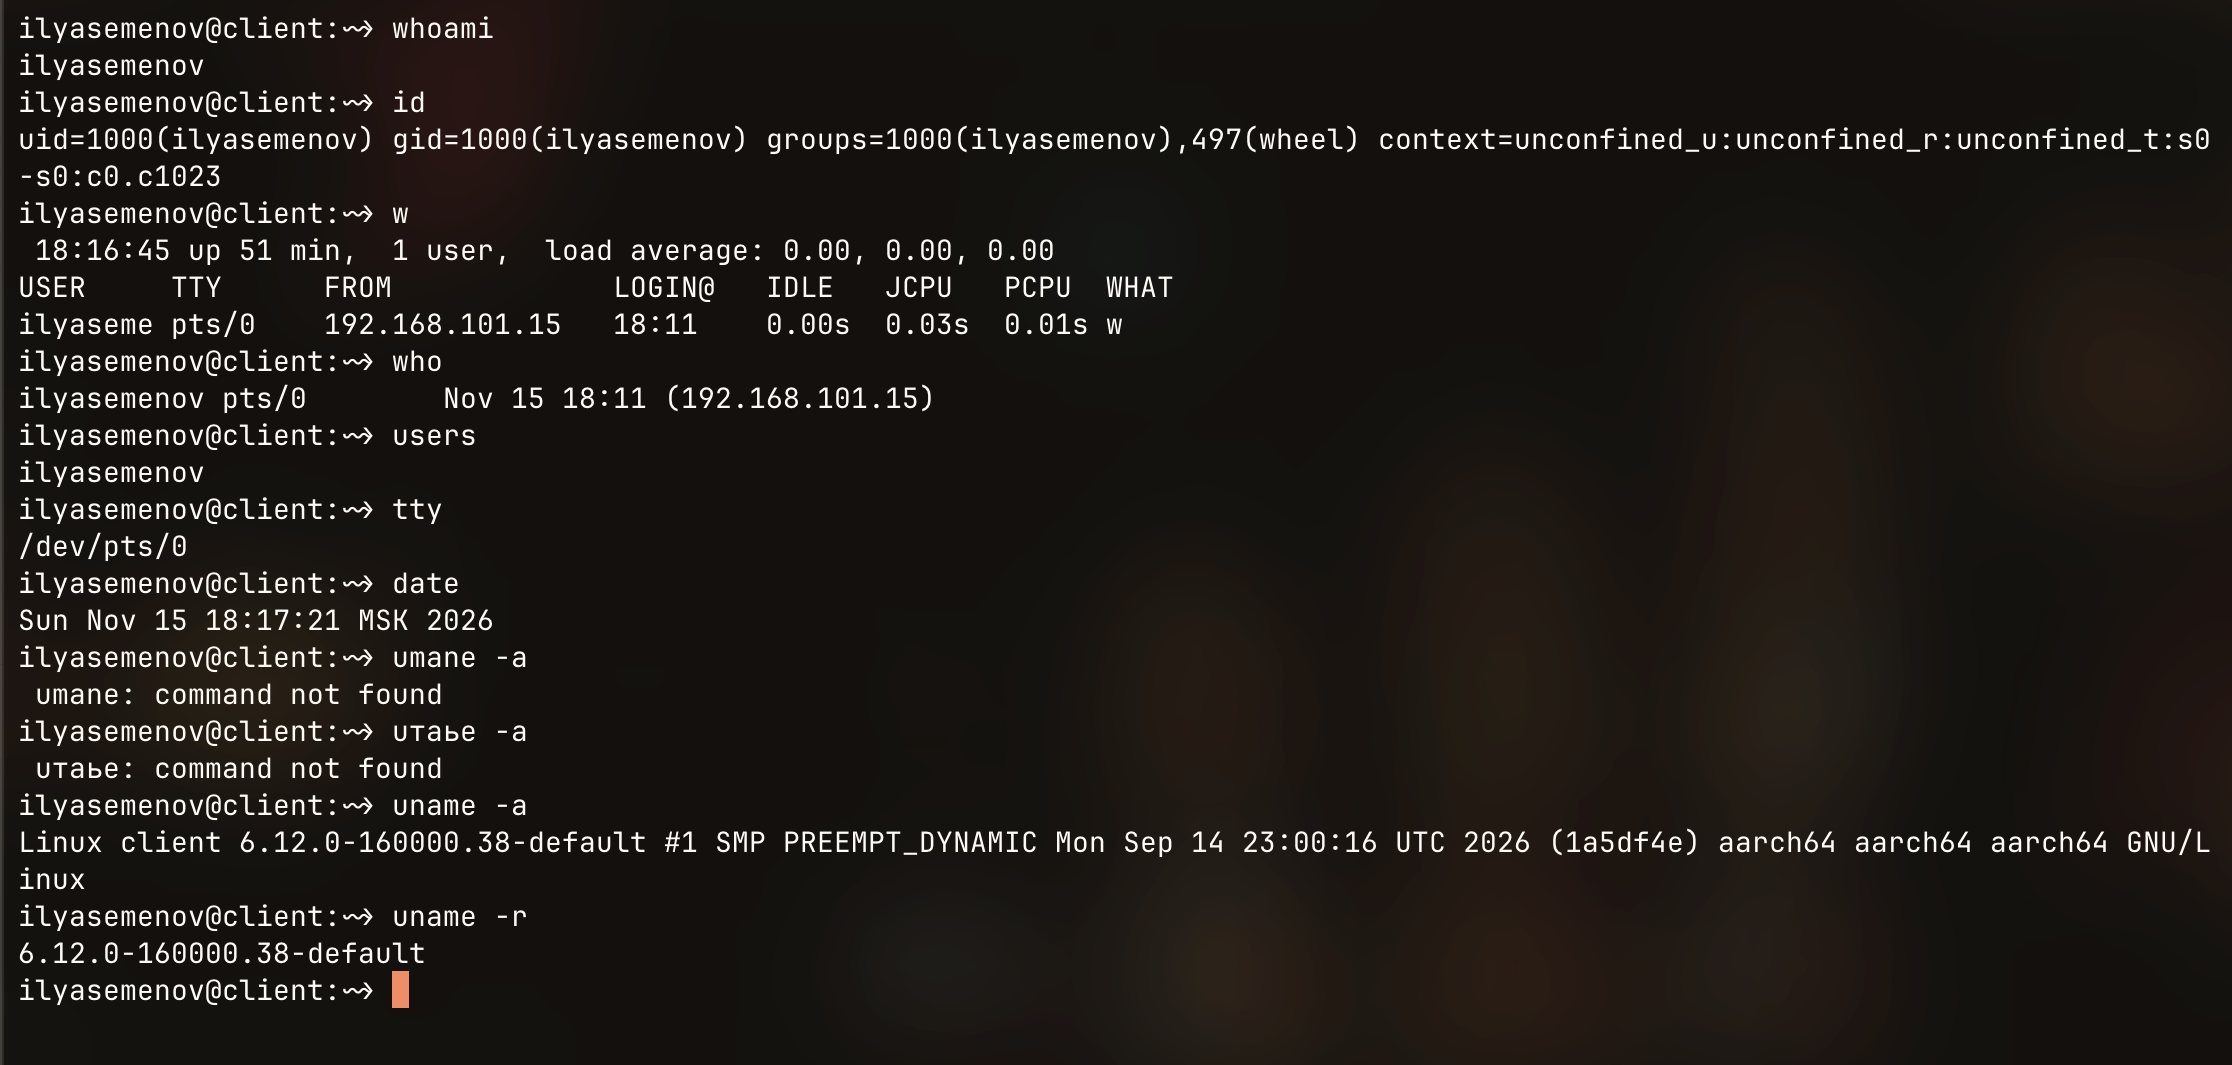 ilyasemenov@client:~> whoami
ilyasemenov
ilyasemenov@client:~> id
uid=1000(ilyasemenov) gid=1000(ilyasemenov) groups=1000(ilyasemenov),497(wheel) context=unconfined_u:unconfined_r:unconfined_t:s0
-s0:c0.c1023
ilyasemenov@client:~> w
 18:16:45 up 51 min,  1 user,  load average: 0.00, 0.00, 0.00
USER     TTY      FROM             LOGIN@   IDLE   JCPU   PCPU  WHAT
ilyaseme pts/0    192.168.101.15   18:11    0.00s  0.03s  0.01s w
ilyasemenov@client:~> who
ilyasemenov pts/0        Nov 15 18:11 (192.168.101.15)
ilyasemenov@client:~> users
ilyasemenov
ilyasemenov@client:~> tty
/dev/pts/0
ilyasemenov@client:~> date
Sun Nov 15 18:17:21 MSK 2026
ilyasemenov@client:~> umane -a
 umane: command not found
ilyasemenov@client:~> uтaьe -a
 uтaьe: command not found
ilyasemenov@client:~> uname -a
Linux client 6.12.0-160000.38-default #1 SMP PREEMPT_DYNAMIC Mon Sep 14 23:00:16 UTC 2026 (1a5df4e) aarch64 aarch64 aarch64 GNU/L
inux
ilyasemenov@client:~> uname -r
6.12.0-160000.38-default
ilyasemenov@client:~>